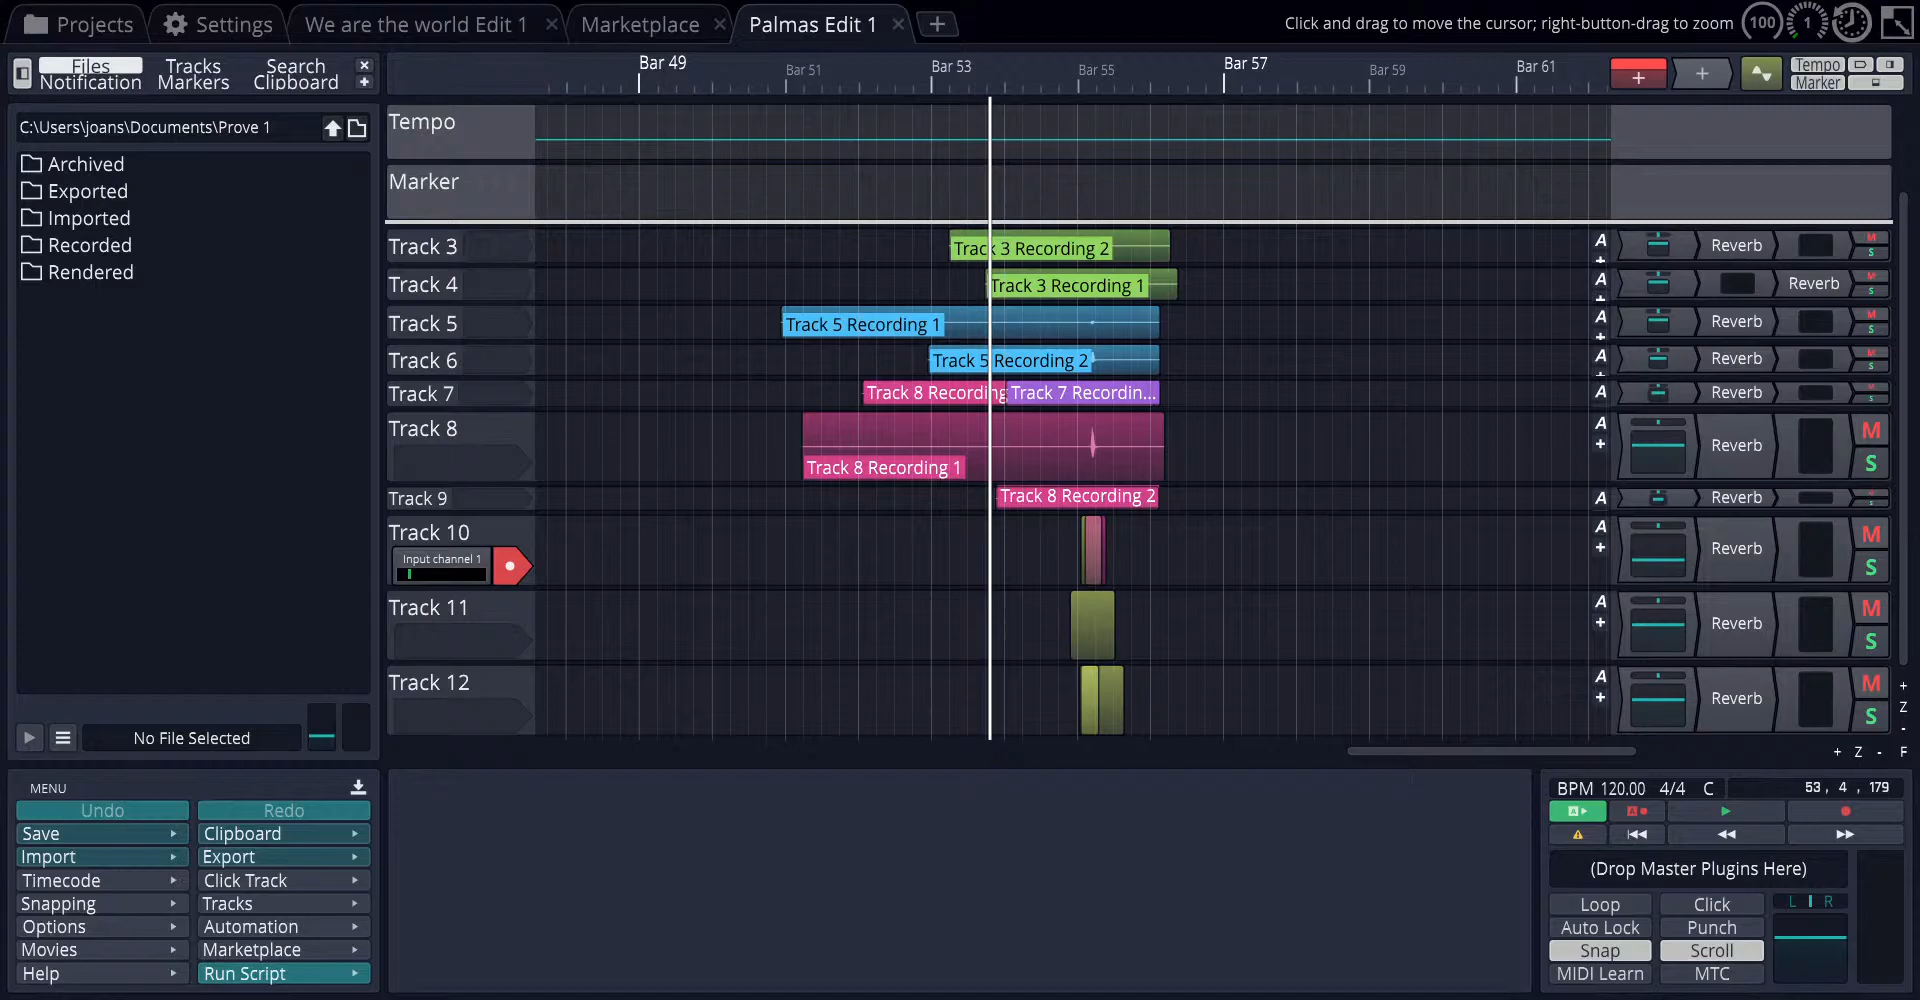 Projects
Settings
We are the world Edit 1
Marketplace
Palmas Edit 1
Click and drag to move the cursor; right-button-drag to zoom
100
1
Files
Tracks
Search
Notification
Markers
Clipboard
Bar 49
Bar 51
Bar 53
Bar 55
Bar 57
Bar 59
Bar 61
Tempo
Marker
C:\Users\joans\Documents\Prove 1
Archived
Exported
Imported
Recorded
Rendered
No File Selected
Tempo
Marker
Track 3
Track 3 Recording 2
A
Reverb
M
S
Track 4
Track 3 Recording 1
A
Reverb
M
S
Track 5
Track 5 Recording 1
A
Reverb
M
S
Track 6
Track 5 Recording 2
A
Reverb
M
S
Track 7
Track 8 Recording
Track 7 Recordin...
A
Reverb
M
S
Track 8
Track 8 Recording 1
A
+
Reverb
M
S
Track 9
Track 8 Recording 2
A
Reverb
M
S
Track 10
Input channel 1
A
+
Reverb
M
S
Track 11
A
+
Reverb
M
S
Track 12
A
+
Reverb
M
S
+
Z
-
+ Z - F
MENU
Undo
Redo
Save
Clipboard
Import
Export
Timecode
Click Track
Snapping
Tracks
Options
Automation
Movies
Marketplace
Help
Run Script
BPM 120.00 4/4 C
53 , 4 , 179
A
A
(Drop Master Plugins Here)
Loop
Click
L
R
Auto Lock
Punch
Snap
Scroll
MIDI Learn
MTC